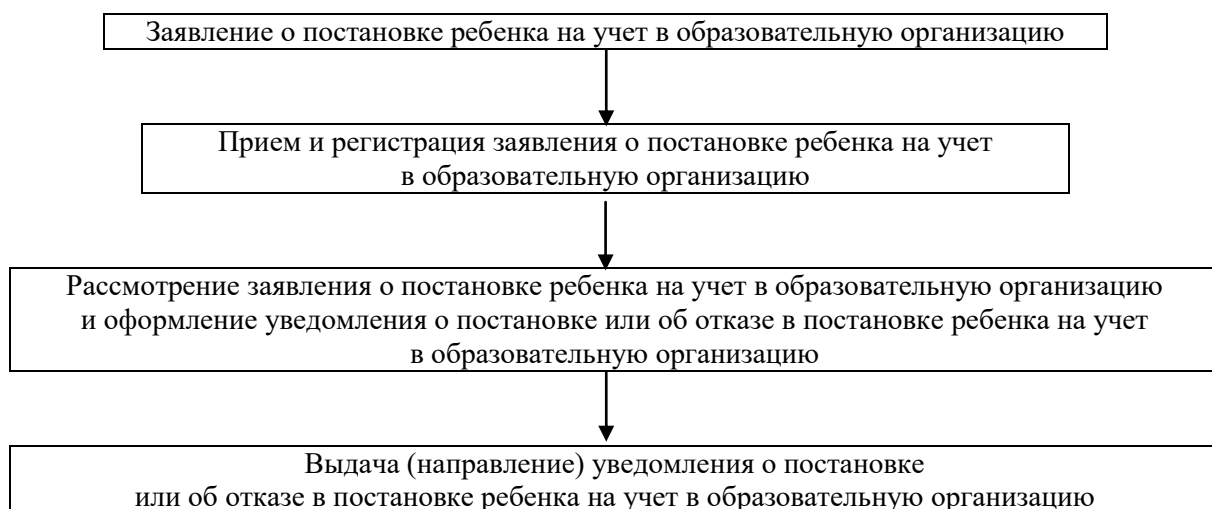 Заявление о постановке ребенка на учет в образовательную организацию
Прием и регистрация заявления о постановке ребенка на учет
в образовательную организацию
Рассмотрение заявления о постановке ребенка на учет в образовательную организацию
и оформление уведомления о постановке или об отказе в постановке ребенка на учет
в образовательную организацию
Выдача (направление) уведомления о постановке
или об отказе в постановке ребенка на учет в образовательную организацию